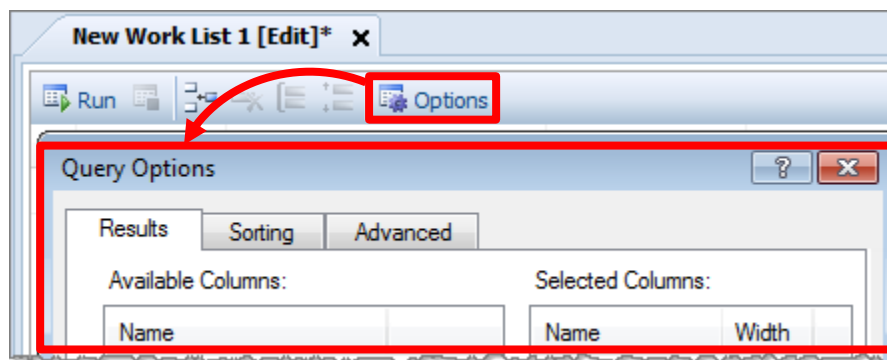 New Work List 1 [Edit]* x
Run Options
Query Options ? x
Results Sorting Advanced
Available Columns: Selected Columns:
Name Name Width